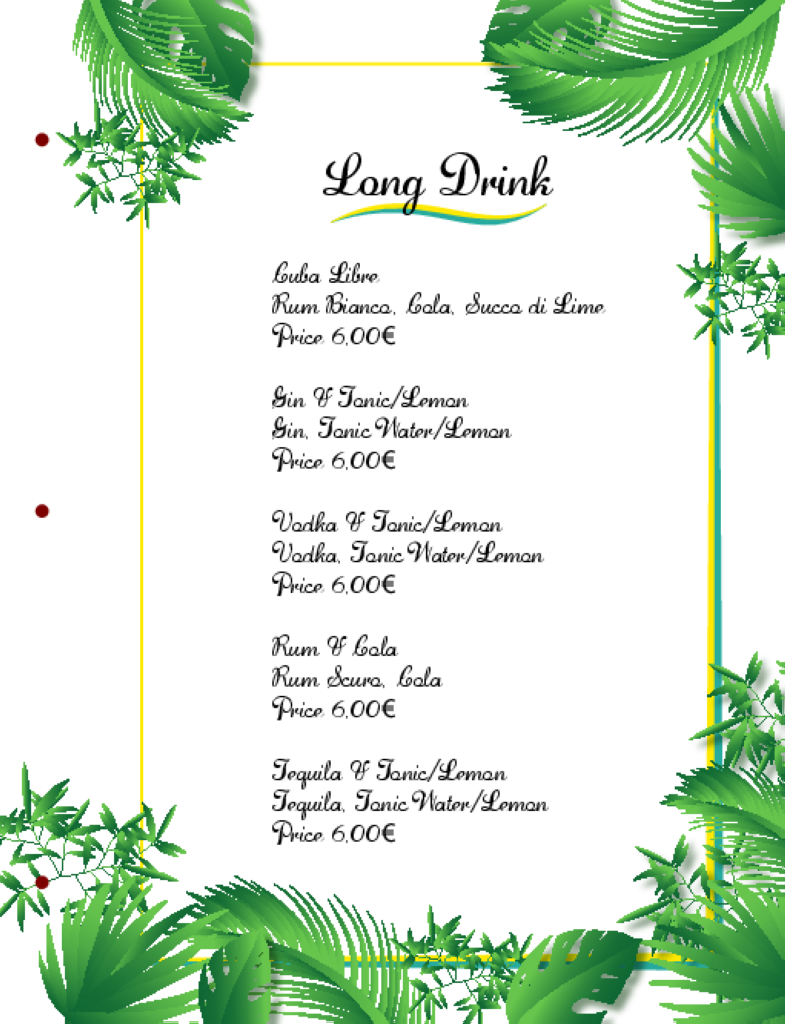 Long Drink
Cuba Libre
Rum Bianco, Cola, Succo di Lime
Price 6,00€
Gin & Tonic/Lemon
Gin, Tonic Water/Lemon
Price 6,00€
Vodka & Tonic/Lemon
Vodka, Tonic Water/Lemon
Price 6,00€
Rum & Cola
Rum Scuro, Cola
Price 6,00€
Tequila & Tonic/Lemon
Tequila, Tonic Water/Lemon
Price 6,00€